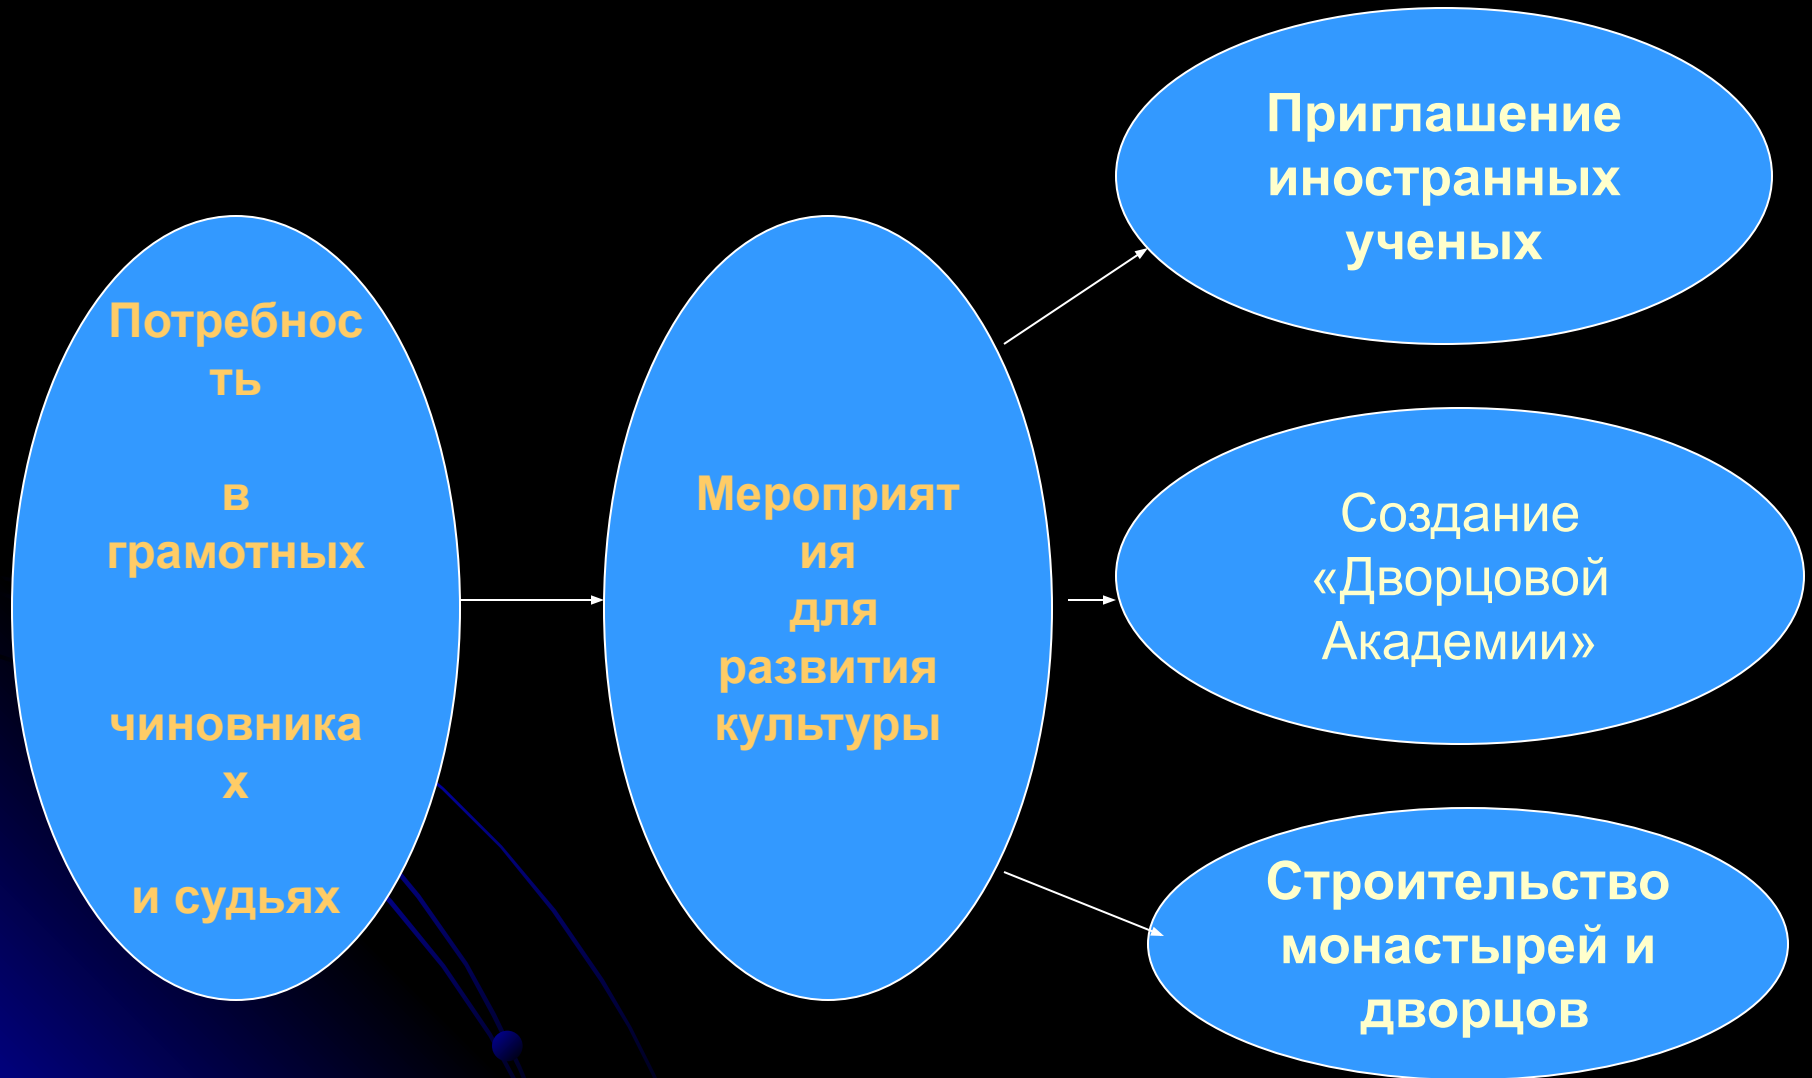 Потребнос
ть
в
грамотных
чиновника
х
и судьях
Мероприят
ия
для
развития
культуры
Приглашение
иностранных
ученых
Создание
«Дворцовой
Академии»
Строительство
монастырей и
дворцов